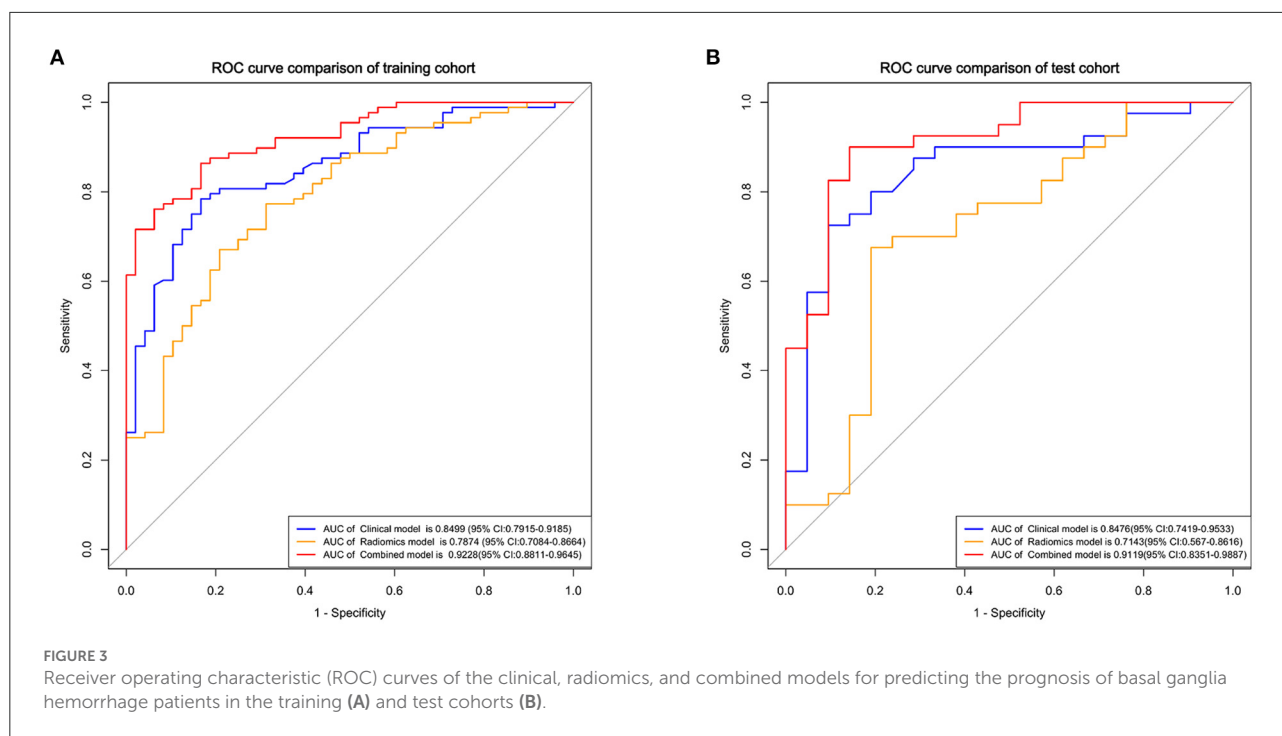 A
ROC curve comparison of training cohort
1.0
0.8
0.6
0.4
0.2
0.0
Sensitivity
AUC of Clinical model is 0.8499 (95% CI:0.7915-0.9185)
AUC of Radiomics model is 0.7874 (95% CI:0.7084-0.8664)
AUC of Combined model is 0.9228(95% CI:0.8811-0.9645)
0.0 0.2 0.4 0.6 0.8 1.0
1 - Specificity
B
ROC curve comparison of test cohort
1.0
0.8
0.6
0.4
0.2
0.0
Sensitivity
AUC of Clinical model is 0.8476(95% CI:0.7419-0.9533)
AUC of Radiomics model is 0.7143(95% CI:0.567-0.8616)
AUC of Combined model is 0.9119(95% CI:0.8351-0.9887)
0.0 0.2 0.4 0.6 0.8 1.0
1 - Specificity
FIGURE 3
Receiver operating characteristic (ROC) curves of the clinical, radiomics, and combined models for predicting the prognosis of basal ganglia
hemorrhage patients in the training (A) and test cohorts (B).